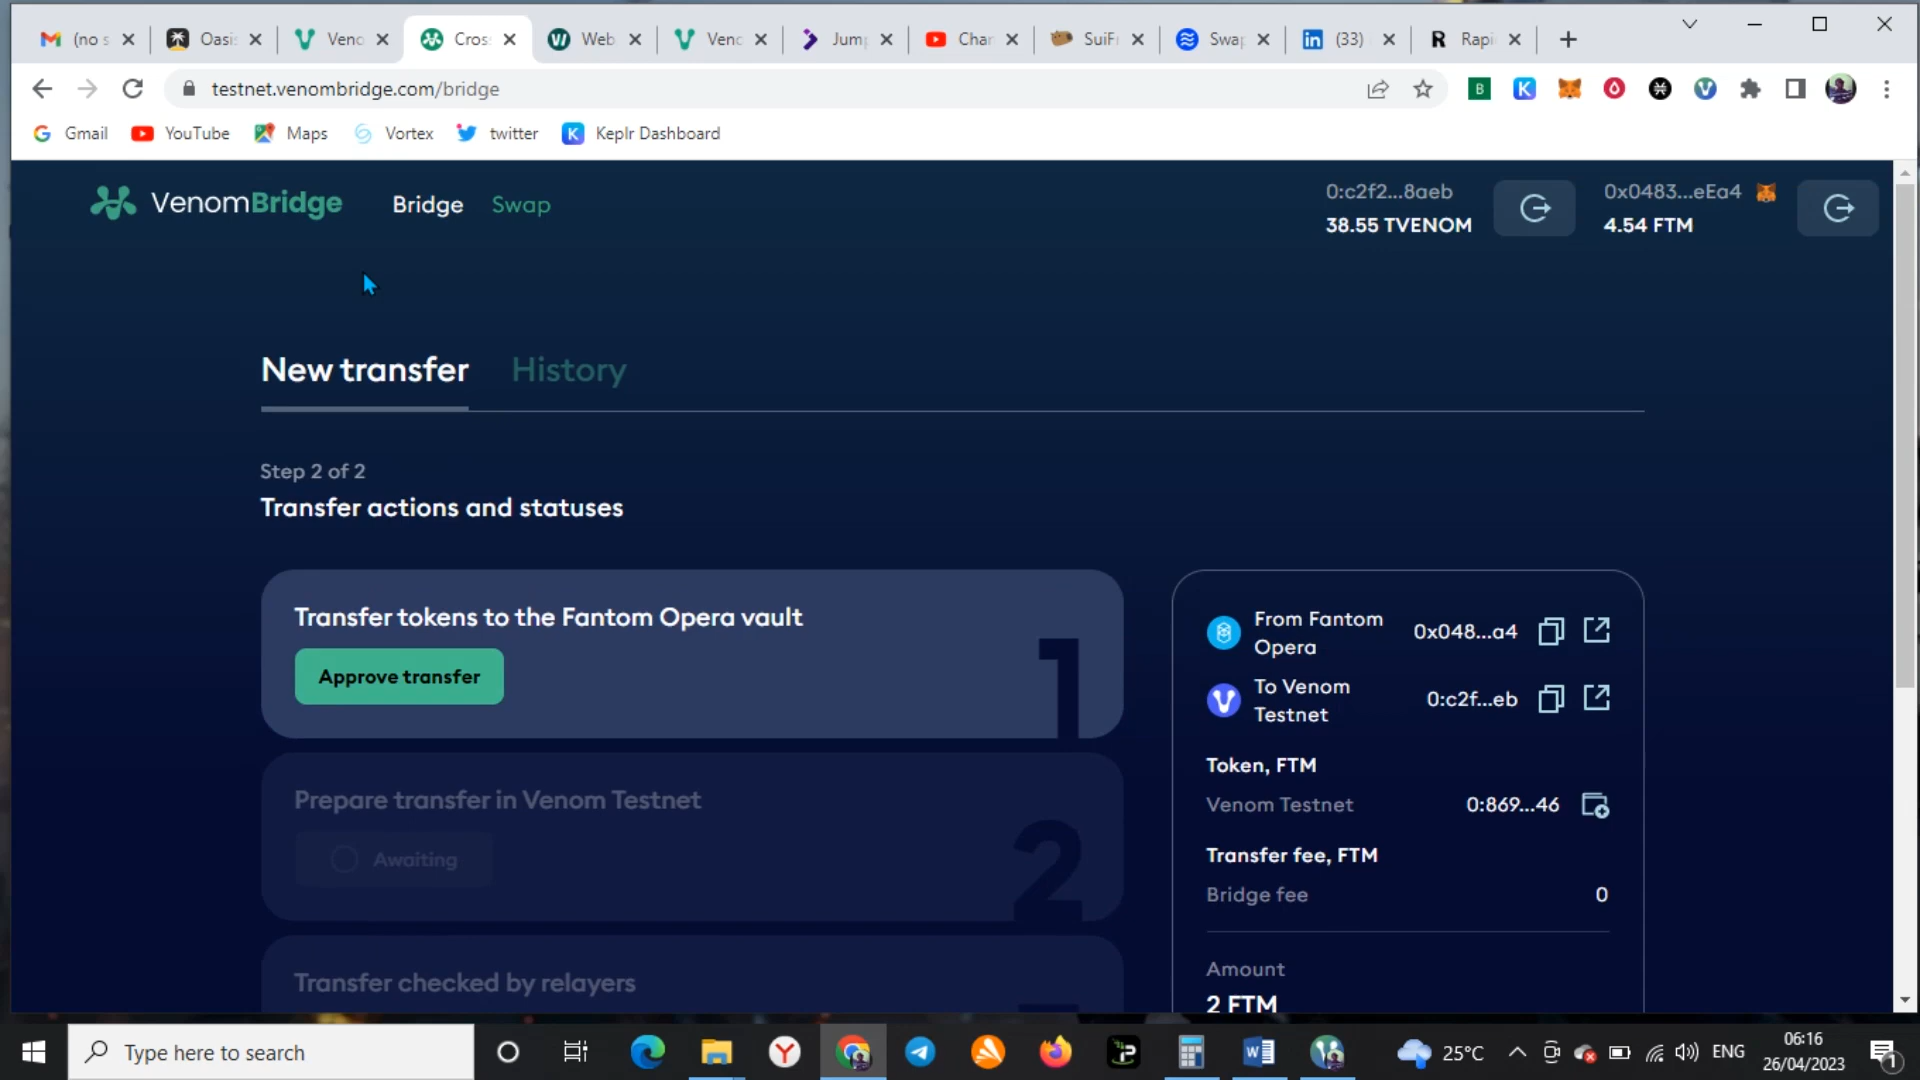 (no s
Oasi
Veno
Cros
Web
Venc
Jump
Char
SuiF
Swap
(33)
Rapi
testnet.venombridge.com/bridge
Gmail
YouTube
Maps
Vortex
twitter
Keplr Dashboard
VenomBridge
Bridge
Swap
0:c2f2...8aeb
38.55 TVENOM
0x0483...eEa4
4.54 FTM
New transfer
History
Step 2 of 2
Transfer actions and statuses
Transfer tokens to the Fantom Opera vault
Approve transfer
1
Prepare transfer in Venom Testnet
Awaiting
2
Transfer checked by relayers
From Fantom
Opera
0x048...a4
To Venom
Testnet
0:c2f...eb
Token, FTM
Venom Testnet
0:869...46
Transfer fee, FTM
Bridge fee
0
Amount
2 FTM
Type here to search
25°C
ENG
06:16
26/04/2023
1